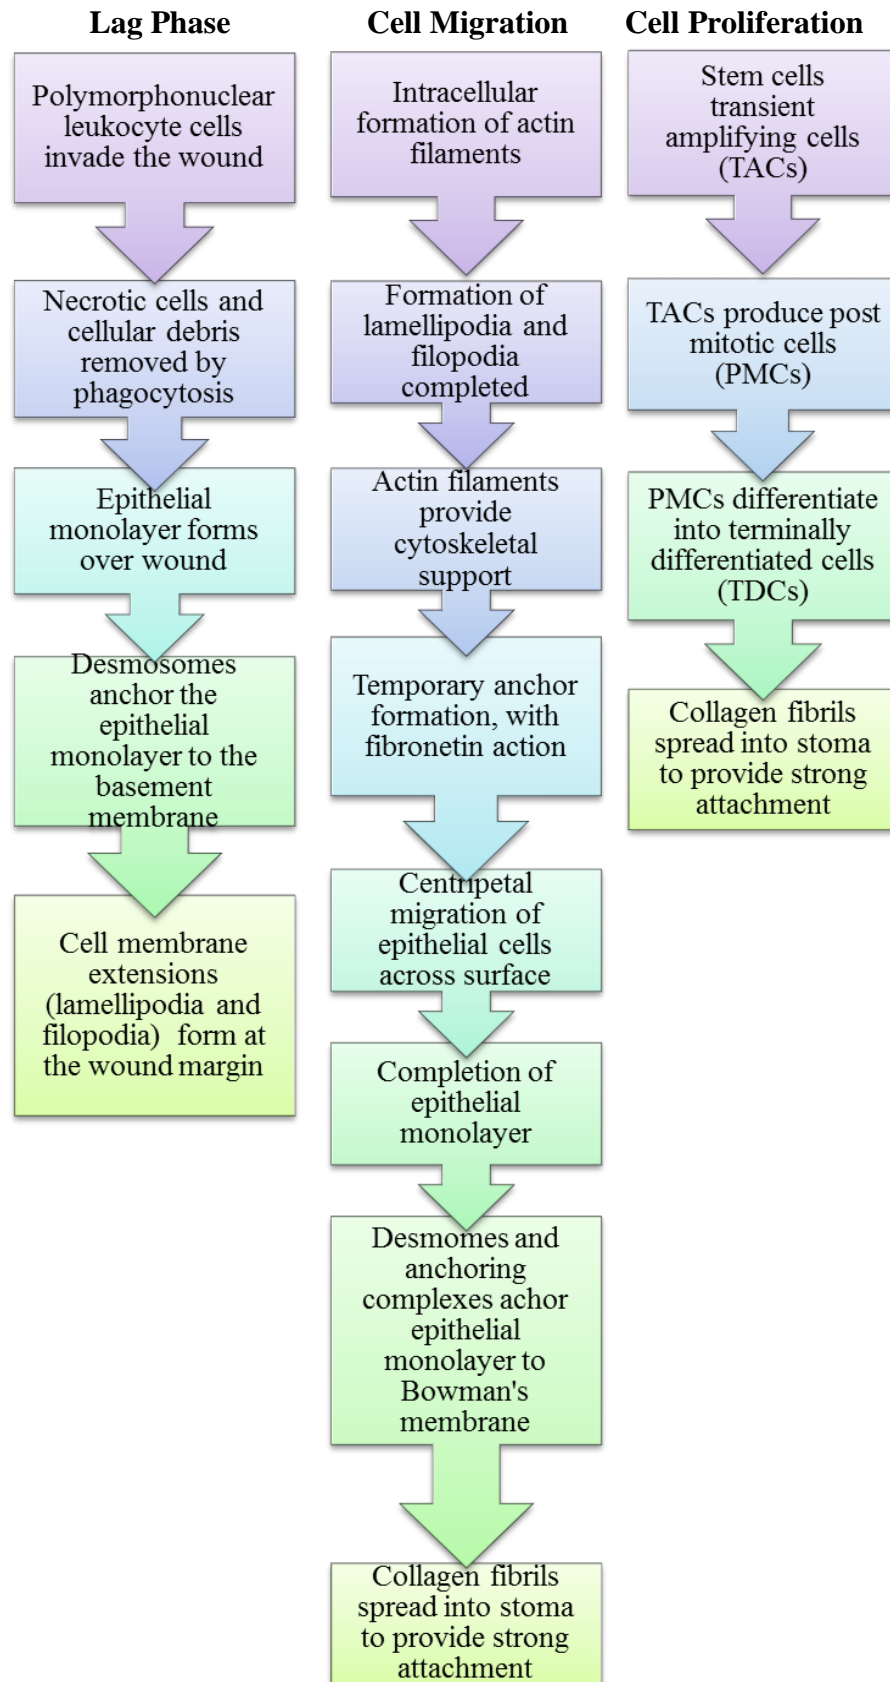 Lag Phase
Polymorphonuclear
leukocyte cells
invade the wound
Necrotic cells and
cellular debris
removed by
phagocytosis
Epithelial
monolayer forms
over wound
Desmosomes
anchor the
epithelial
monolayer to the
basement
membrane
Cell membrane
extensions
(lamellipodia and
filopodia) form at
the wound margin
Cell Migration
Intracellular
formation of actin
filaments
Formation of
lamellipodia and
filopodia
completed
Actin filaments
provide
cytoskeletal
support
Temporary anchor
formation, with
fibronetin action
Centripetal
migration of
epithelial cells
across surface
Completion of
epithelial
monolayer
Desmomes and
anchoring
complexes achor
epithelial
monolayer to
Bowman's
membrane
Collagen fibrils
spread into stoma
to provide strong
attachment
Cell Proliferation
Stem cells
transient
amplifying cells
(TACs)
TACs produce post
mitotic cells
(PMCs)
PMCs differentiate
into terminally
differentiated cells
(TDCs)
Collagen fibrils
spread into stoma
to provide strong
attachment